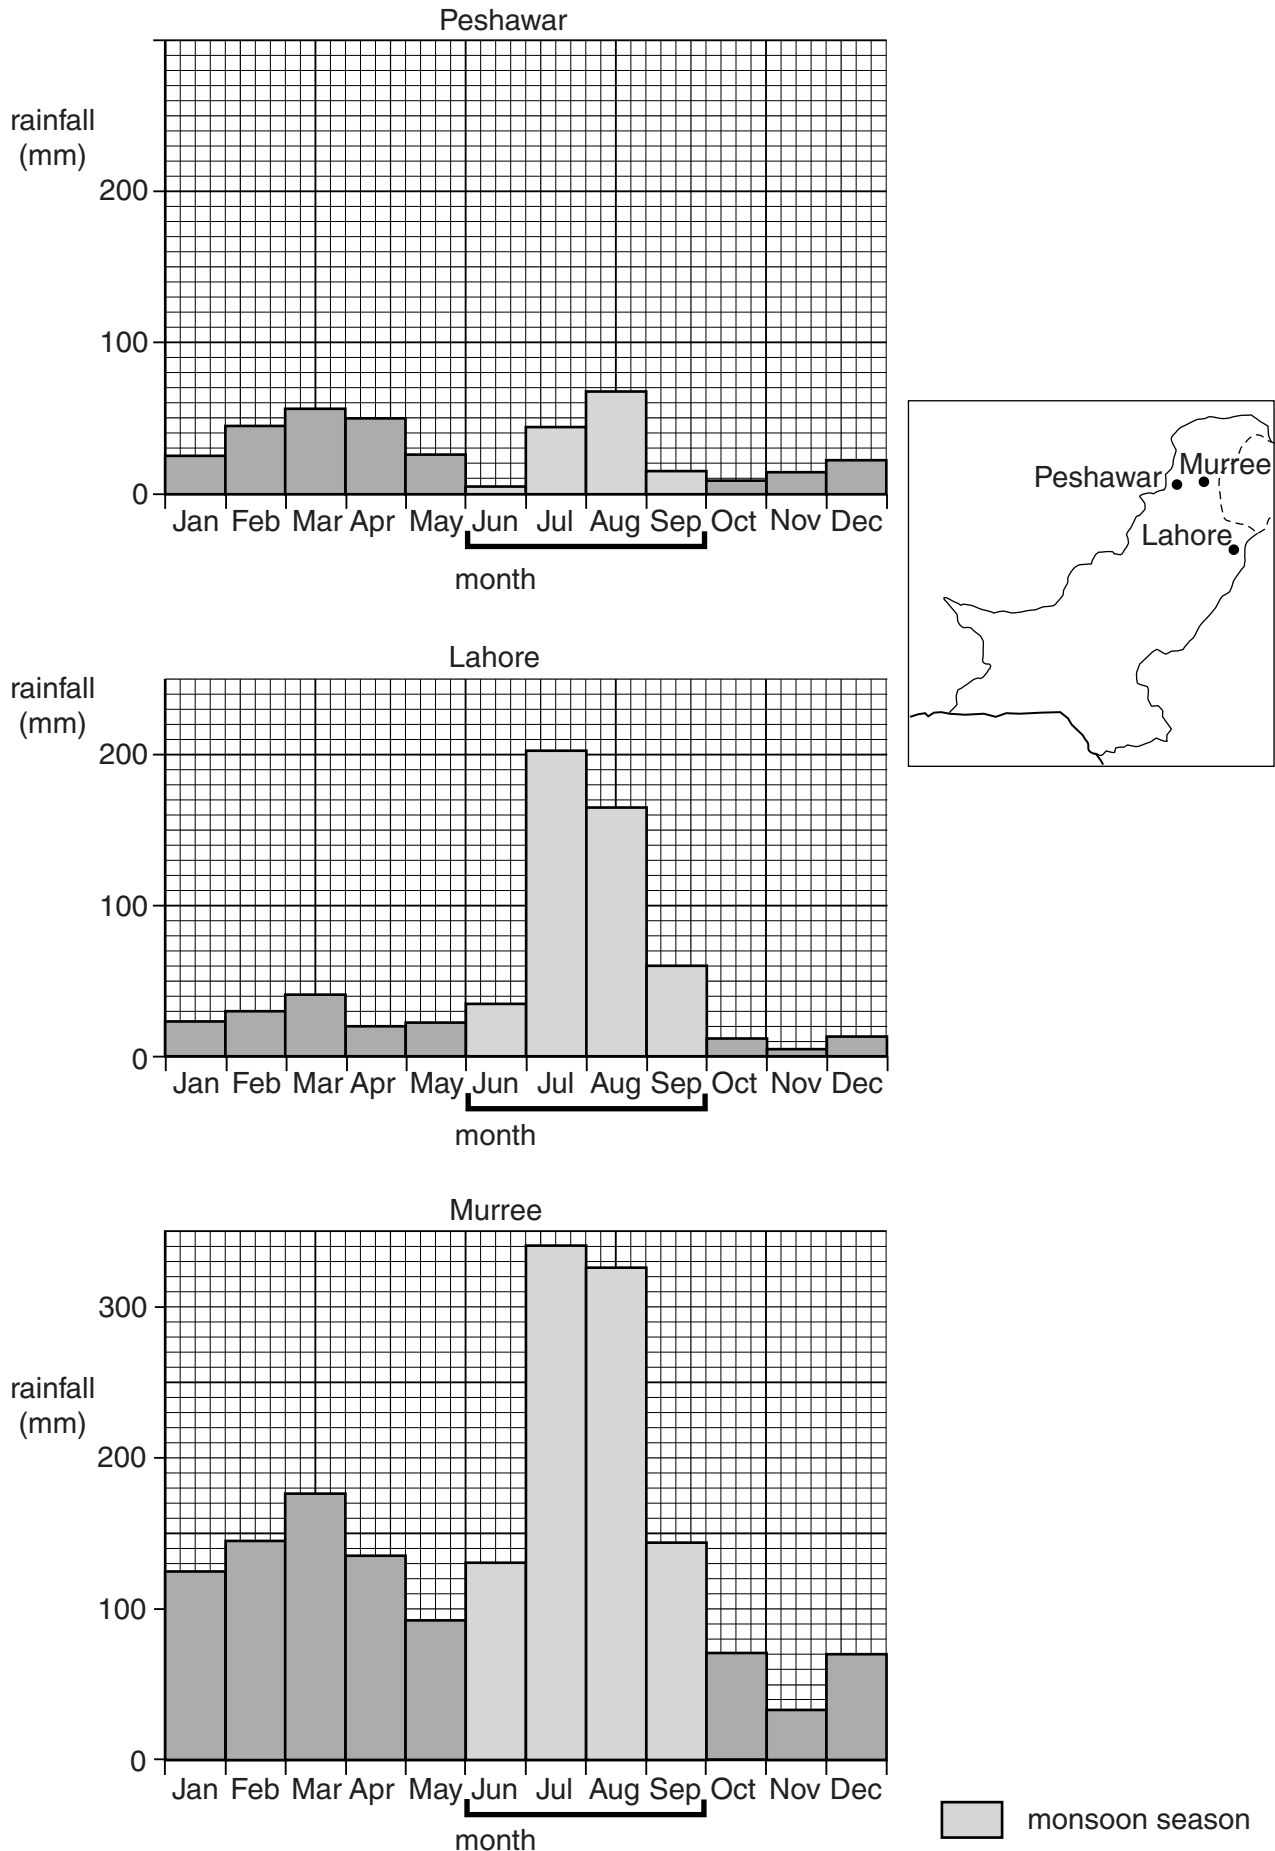 Peshawar
rainfall
(mm)
200
100
0
Jan Feb Mar Apr May Jun Jul Aug Sep Oct Nov Dec
month
Peshawar
Murree
Lahore
Lahore
rainfall
(mm)
200
100
0
Jan Feb Mar Apr May Jun Jul Aug Sep Oct Nov Dec
month
Murree
300
rainfall
(mm)
200
100
0
Jan Feb Mar Apr May Jun Jul Aug Sep Oct Nov Dec
month
monsoon season